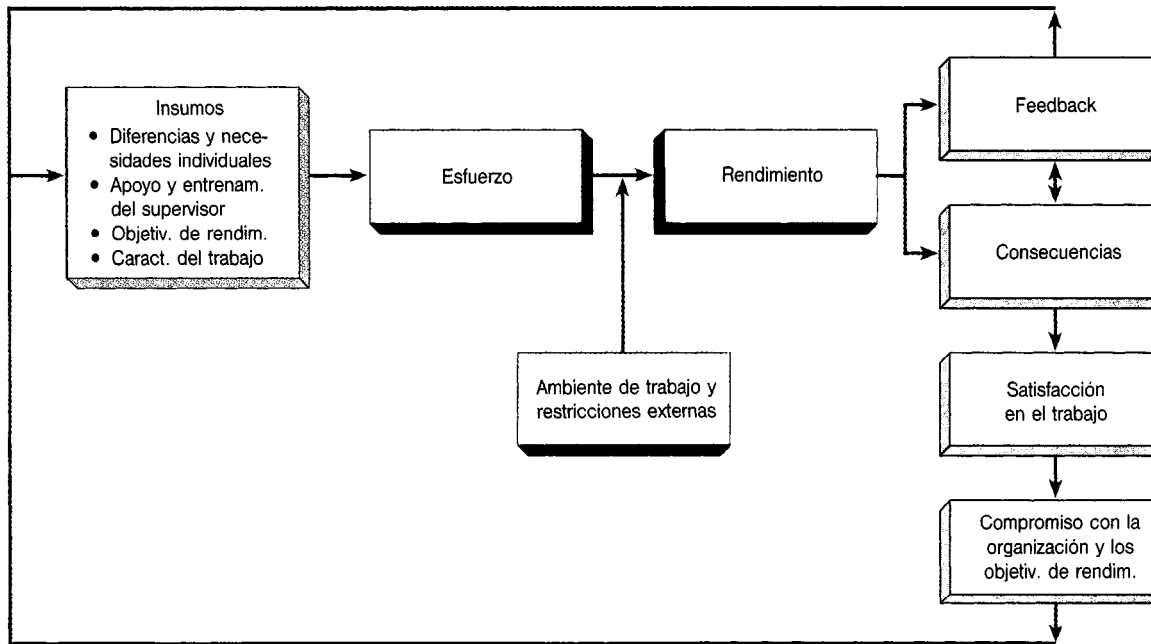 Insumos
• Diferencias y nece-
sidades individuales
• Apoyo y entrenam.
del supervisor
• Objetiv. de rendim.
• Caract. del trabajo
Esfuerzo
Rendimiento
Feedback
Consecuencias
Ambiente de trabajo y
restricciones externas
Satisfacción
en el trabajo
Compromiso con la
organización y los
objetiv. de rendim.